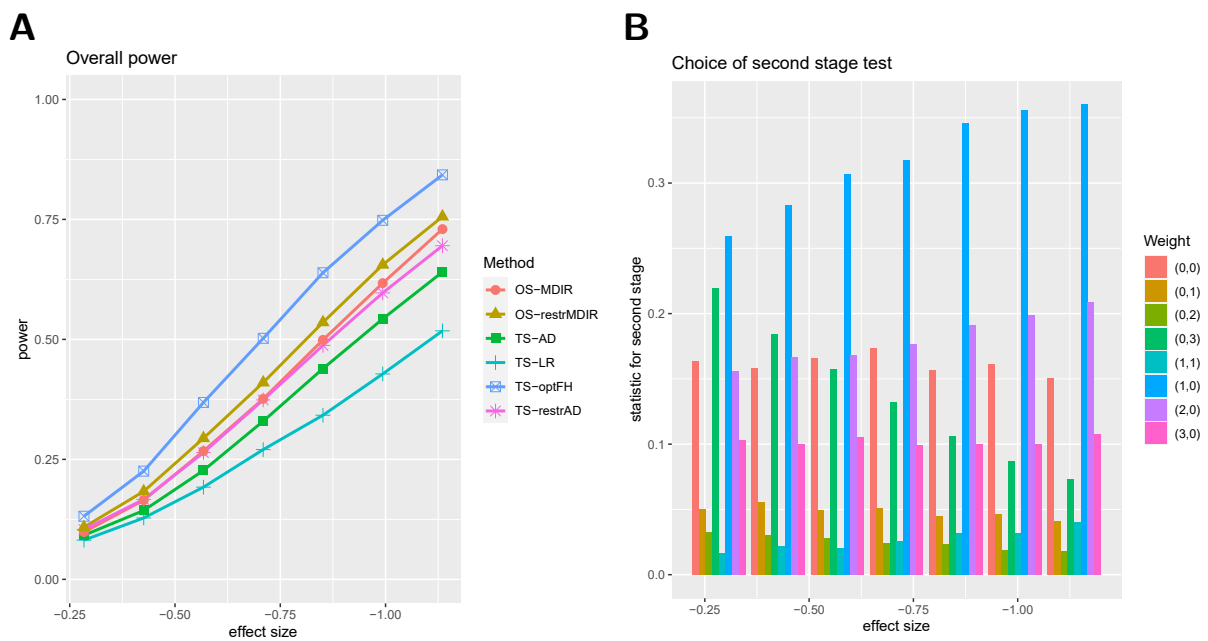 A
Overall power
1.00
0.75
0.50
0.25
0.00
power
−0.25
−0.50
−0.75
−1.00
effect size
Method
OS−MDIR
OS−restrMDIR
TS−AD
TS−LR
TS−optFH
TS−restrAD
B
Choice of second stage test
0.3
0.2
0.1
0.0
statistic for second stage
−0.25
−0.50
−0.75
−1.00
effect size
Weight
(0,0)
(0,1)
(0,2)
(0,3)
(1,1)
(1,0)
(2,0)
(3,0)